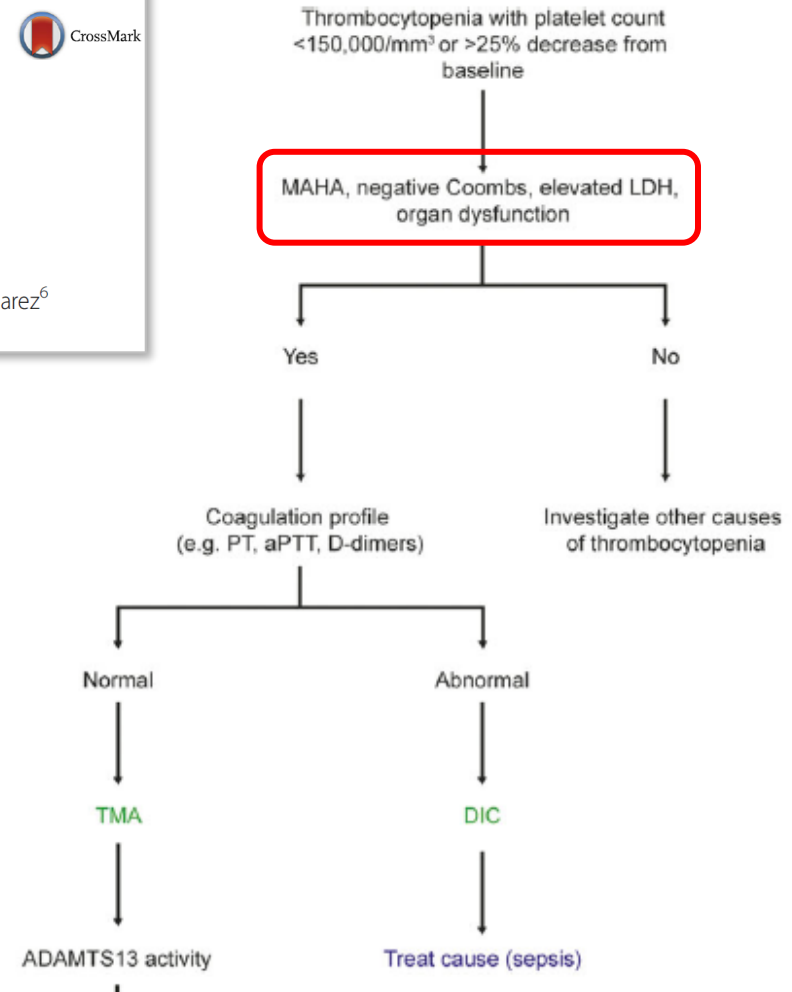 CrossMark
arez6
Thrombocytopenia with platelet count
<150,000/mm³ or >25% decrease from
baseline
MAHA, negative Coombs, elevated LDH,
organ dysfunction
Yes
No
Coagulation profile
(e.g. PT, aPTT, D-dimers)
Investigate other causes
of thrombocytopenia
Normal
Abnormal
TMA
DIC
ADAMTS13 activity
Treat cause (sepsis)